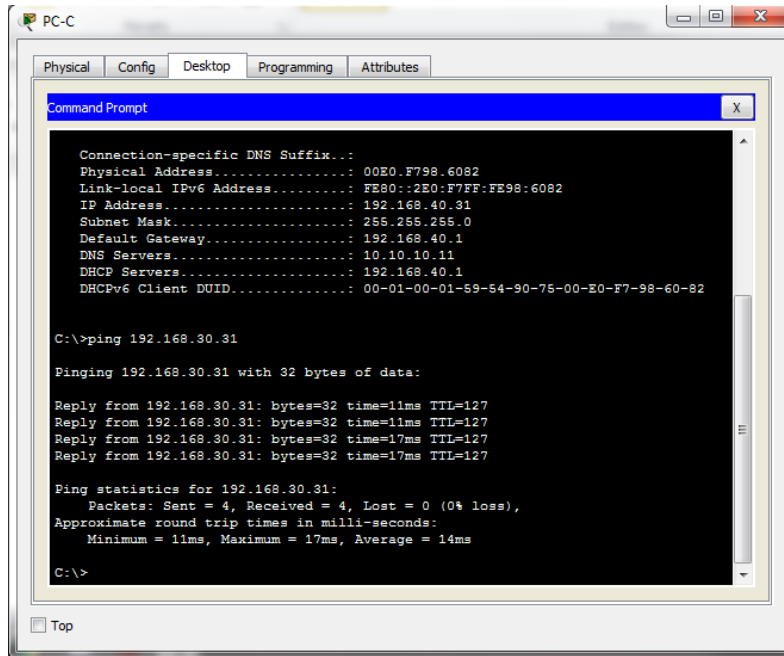 PC-C
Physical Config Desktop Programming Attributes
Command Prompt X
Connection-specific DNS Suffix..:
Physical Address................: 00E0.F798.6082
Link-local IPv6 Address.........: FE80::2E0:F7FF:FE98:6082
IP Address......................: 192.168.40.31
Subnet Mask.....................: 255.255.255.0
Default Gateway.................: 192.168.40.1
DNS Servers.....................: 10.10.10.11
DHCP Servers....................: 192.168.40.1
DHCPv6 Client DUID..............: 00-01-00-01-59-54-90-75-00-E0-F7-98-60-82
C:\>ping 192.168.30.31
Pinging 192.168.30.31 with 32 bytes of data:
Reply from 192.168.30.31: bytes=32 time=11ms TTL=127
Reply from 192.168.30.31: bytes=32 time=11ms TTL=127
Reply from 192.168.30.31: bytes=32 time=17ms TTL=127
Reply from 192.168.30.31: bytes=32 time=17ms TTL=127
Ping statistics for 192.168.30.31:
Packets: Sent = 4, Received = 4, Lost = 0 (0% loss),
Approximate round trip times in milli-seconds:
Minimum = 11ms, Maximum = 17ms, Average = 14ms
C:\>
Top